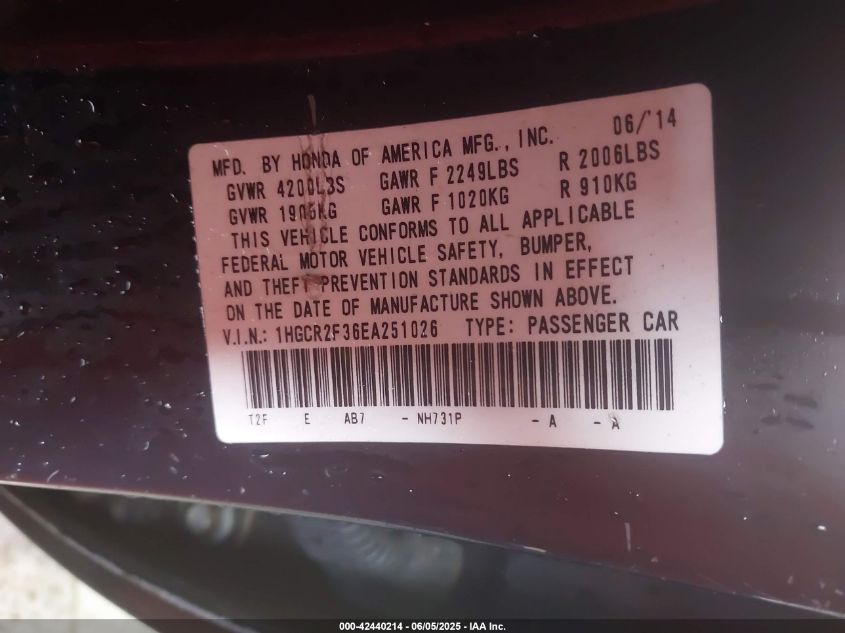 MFD. BY HONDA OF AMERICA MFG., INC. 06/'14
GVWR 4200LBS GAWR F 2249LBS R 2006LBS
GVWR 1905KG GAWR F 1020KG R 910KG
THIS VEHICLE CONFORMS TO ALL APPLICABLE
FEDERAL MOTOR VEHICLE SAFETY, BUMPER,
AND THEFT PREVENTION STANDARDS IN EFFECT
ON THE DATE OF MANUFACTURE SHOWN ABOVE.
V.I.N.: 1HGCR2F36EA251026 TYPE: PASSENGER CAR
T2F E AB7 - NH731P - A - A
000-42440214 - 06/05/2025 - IAA Inc.